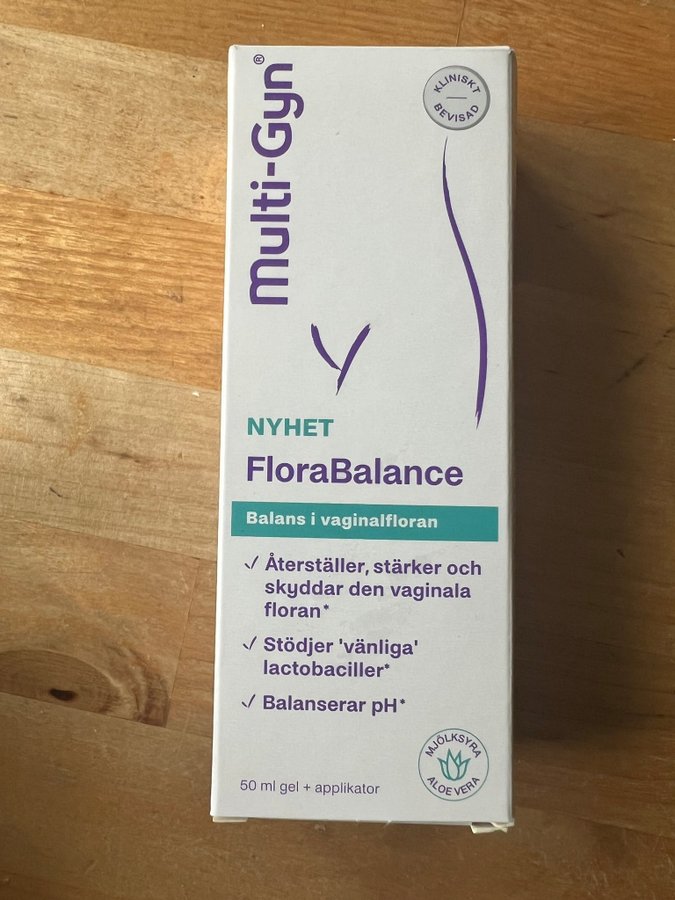 multi-Gyn®
KLINISKT
BEVISAD
NYHET
FloraBalance
Balans i vaginalfloran
Återställer, stärker och
skyddar den vaginala
floran*
Stödjer 'vänliga'
lactobaciller*
Balanserar pH*
MJÖLKSYRA
ALOE VERA
50 ml gel + applikator